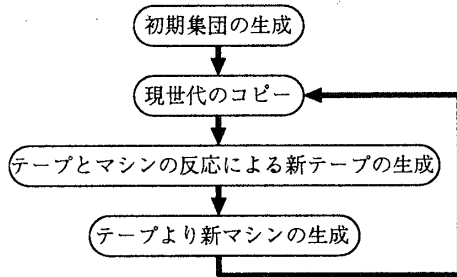 初期集団の生成
現世代のコピー
テープとマシンの反応による新テープの生成
テープより新マシンの生成